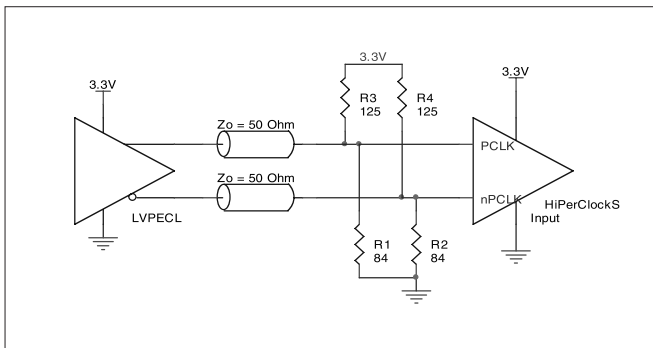 3.3V
3.3V
3.3V
R3
125
R4
125
Zo = 50 Ohm
PCLK
Zo = 50 Ohm
nPCLK
HiPerClockS
Input
LVPECL
R1
84
R2
84